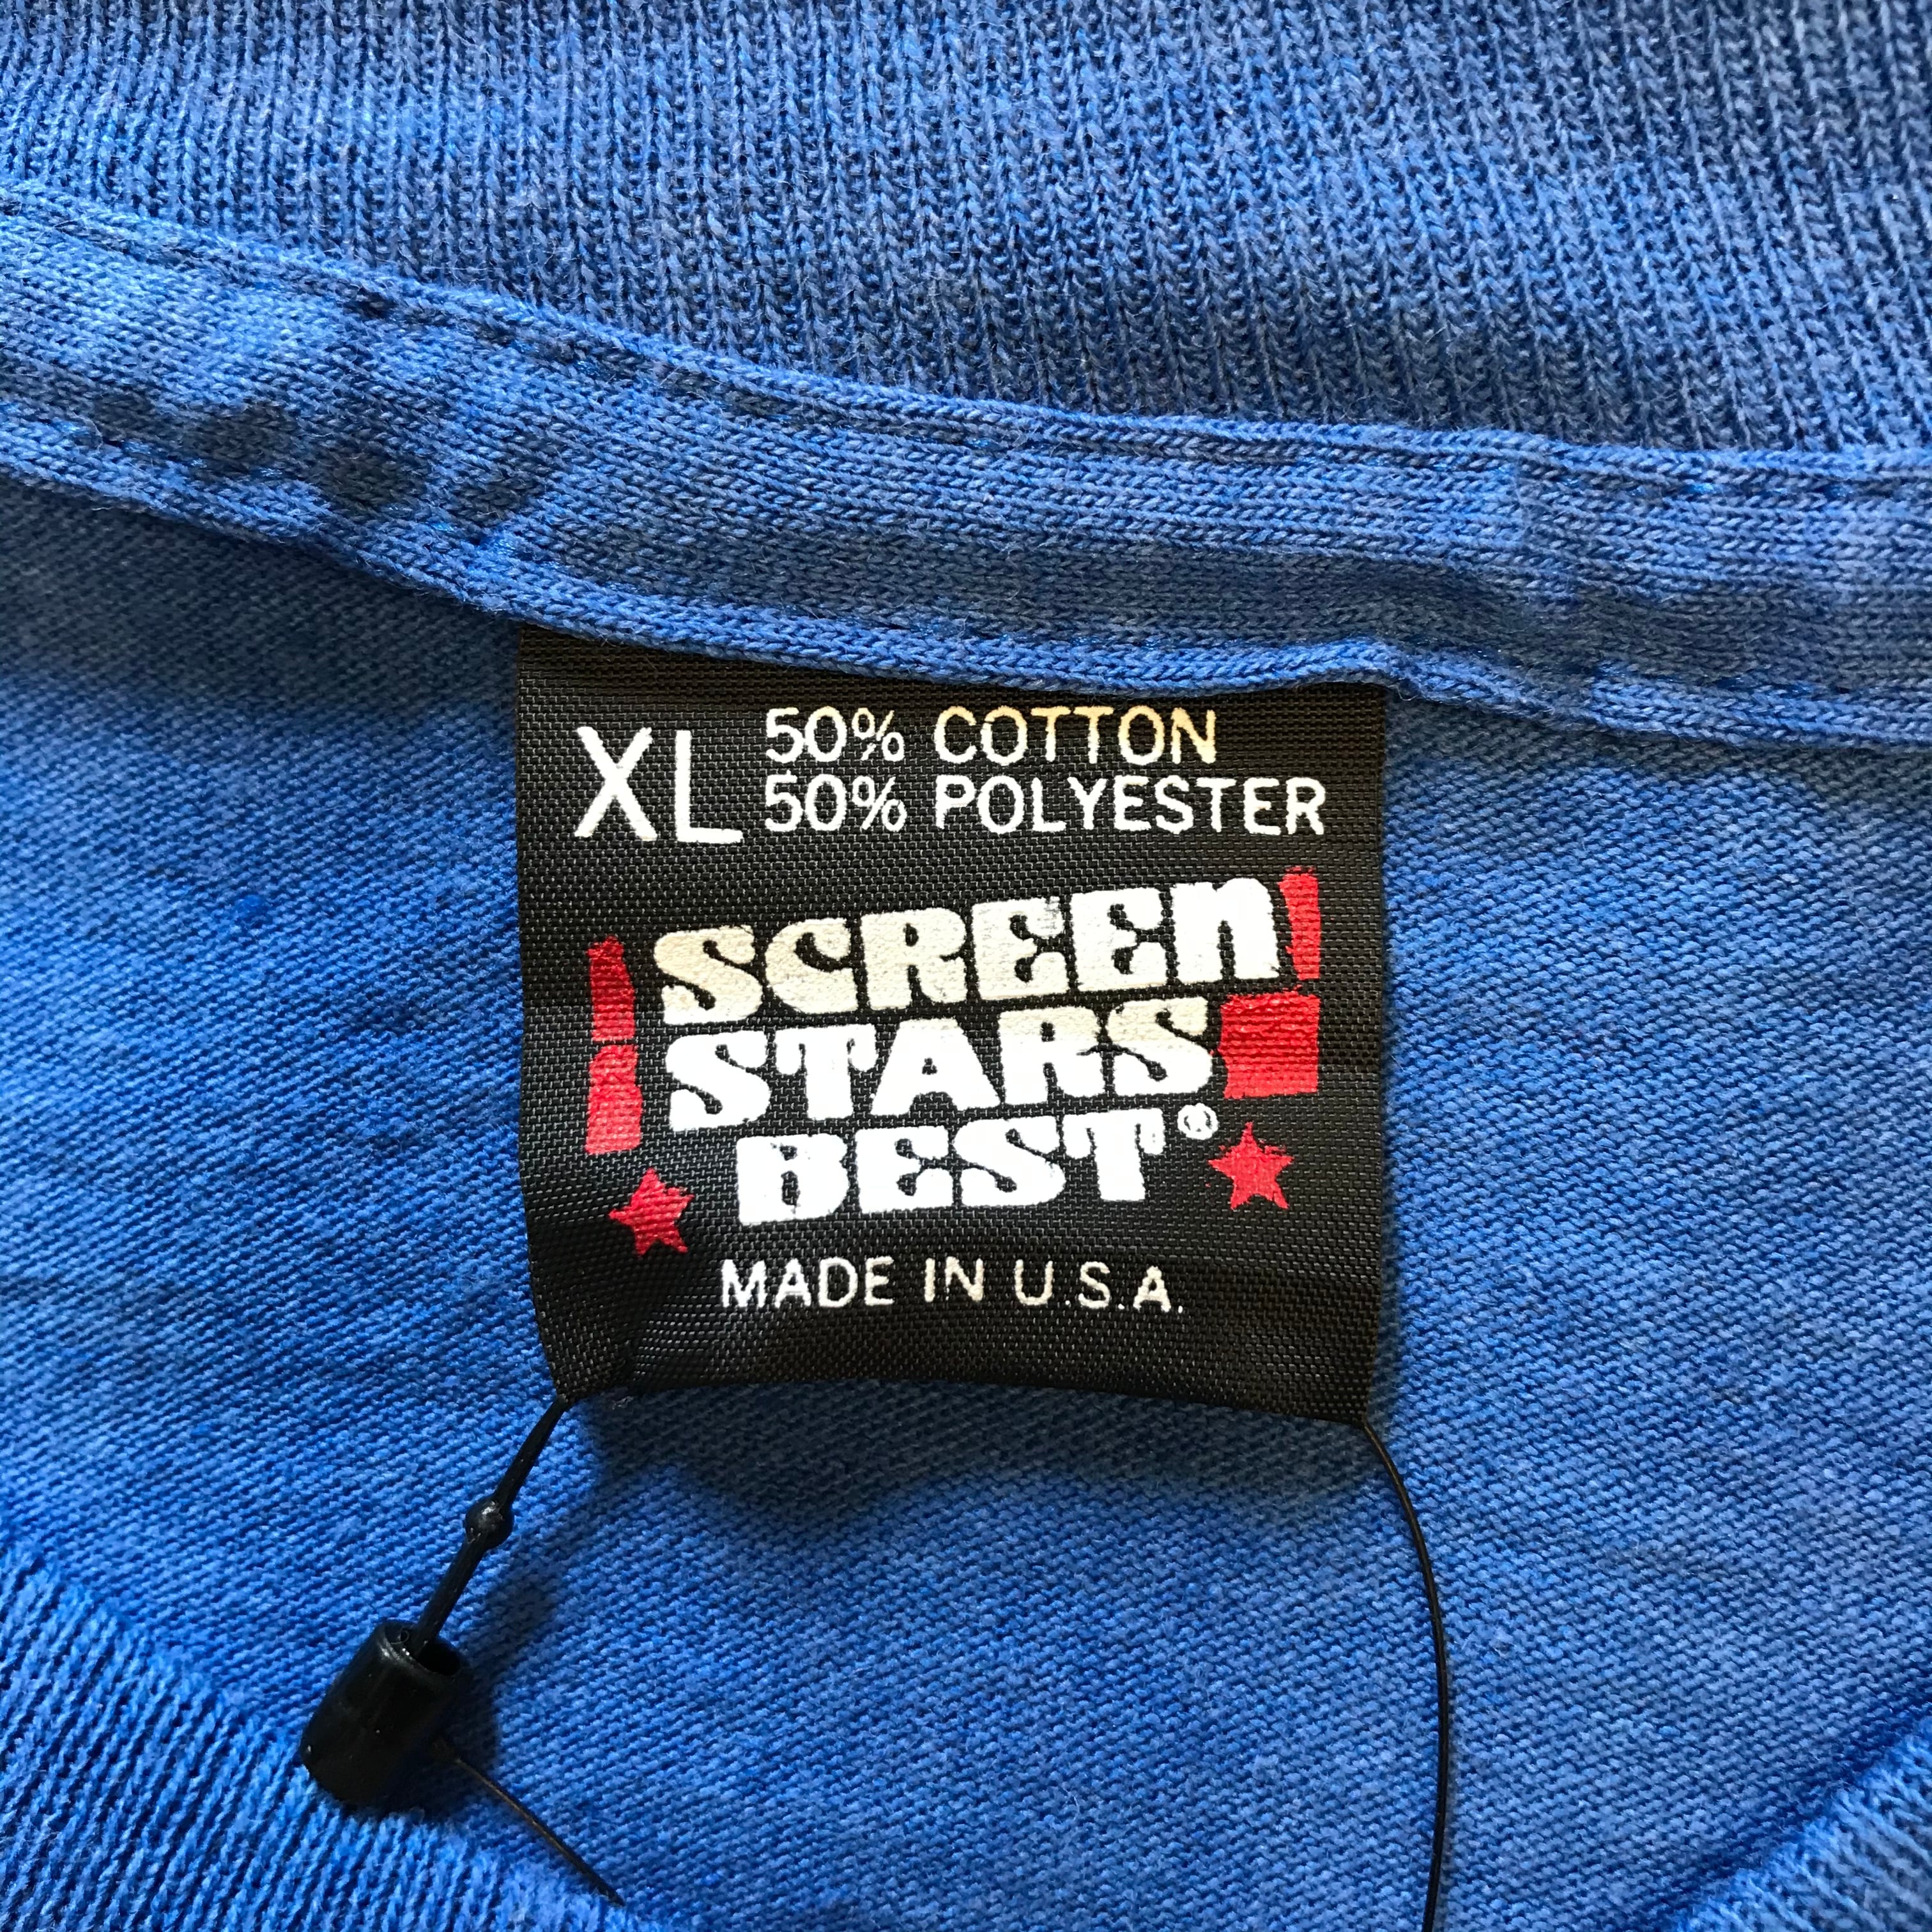 XL 50% COTTON
50% POLYESTER
SCREEN
STARS
BEST®
MADE IN U.S.A.